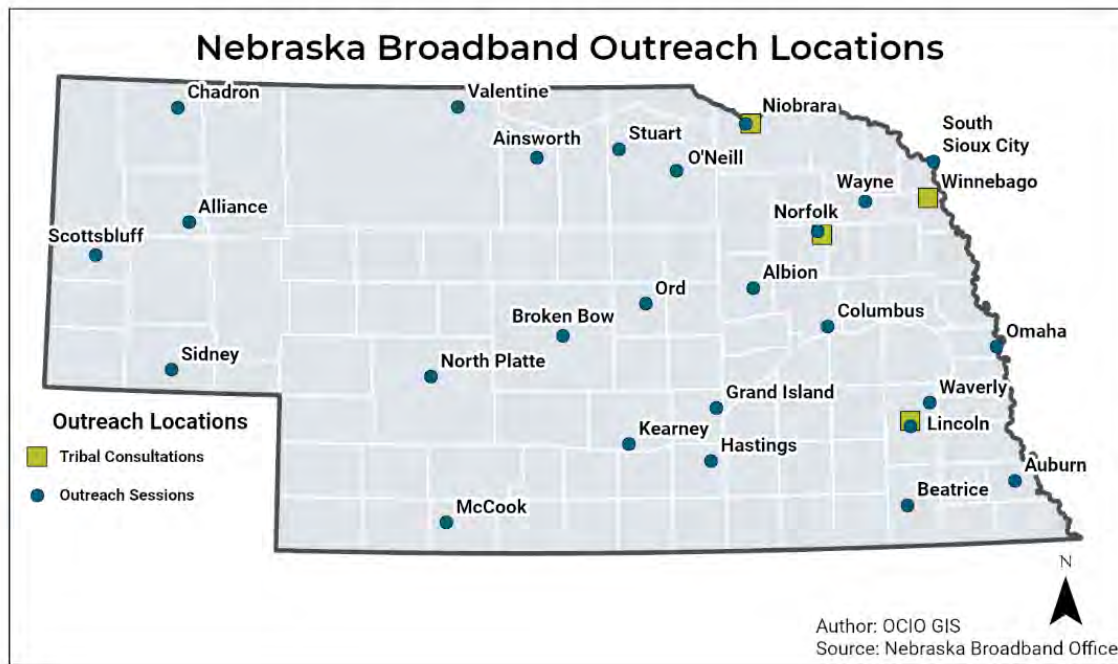 Nebraska Broadband Outreach Locations
Chadron
Valentine
Niobrara
Ainsworth
Stuart
O'Neill
South
Sioux City
Winnebago
Wayne
Alliance
Norfolk
Scottsbluff
Albion
Ord
Columbus
Broken Bow
Omaha
Sidney
North Platte
Grand Island
Waverly
Outreach Locations
Kearney
Lincoln
Hastings
Tribal Consultations
Auburn
Beatrice
Outreach Sessions
McCook
N
Author: OCIO GIS
Source: Nebraska Broadband Office